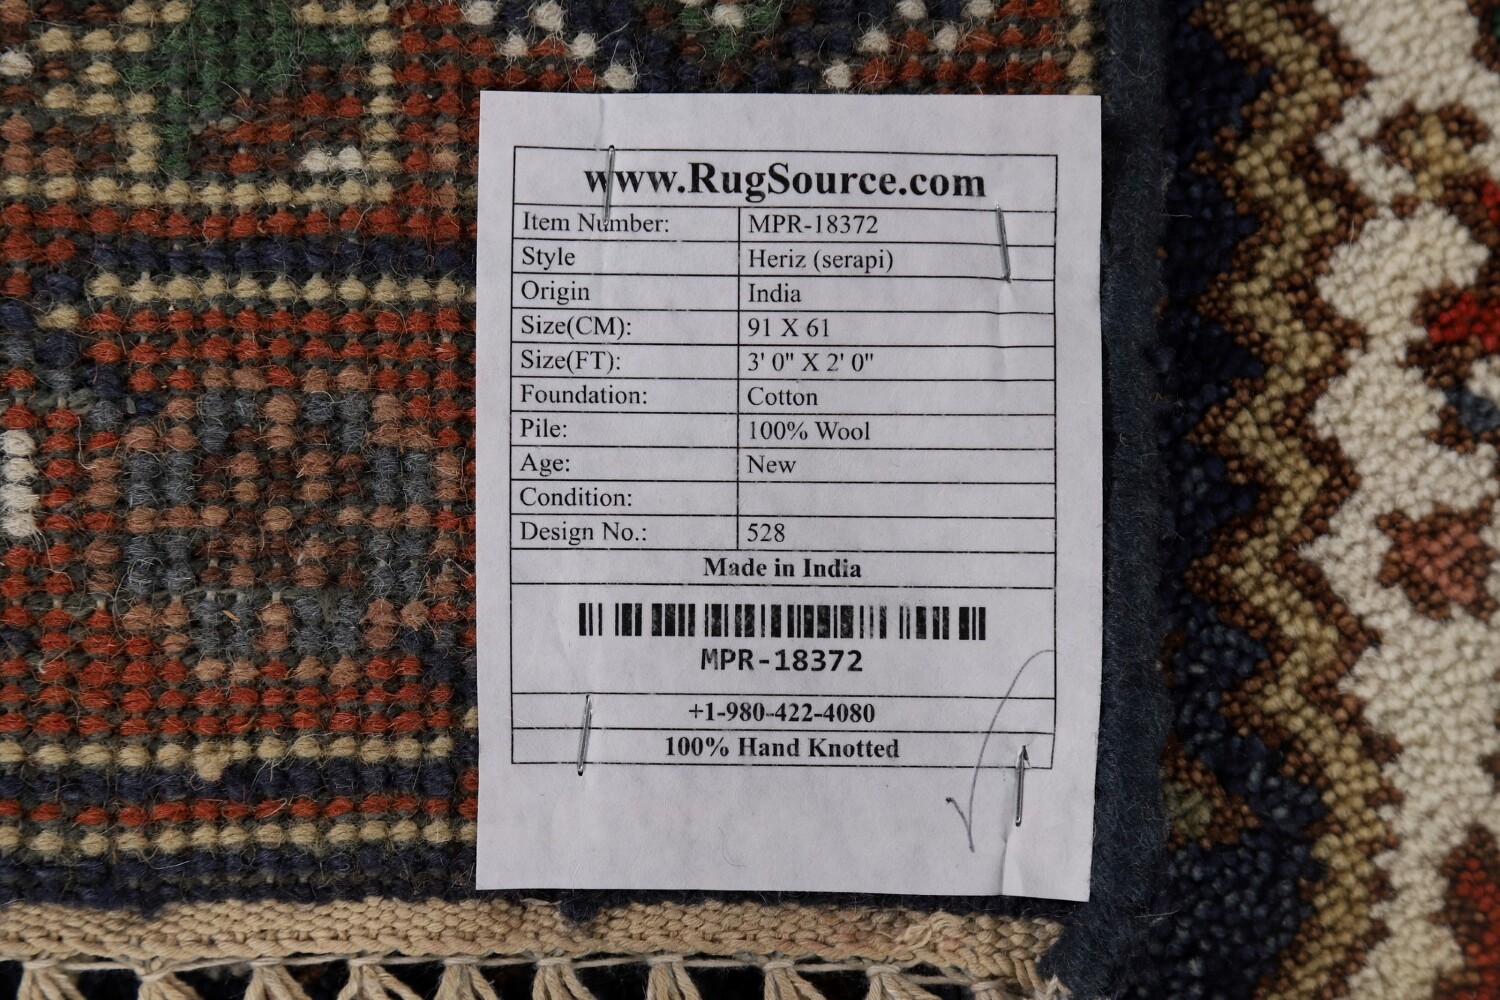 www.RugSource.com
Item Number: MPR-18372
Style Heriz (serapi)
Origin India
Size(CM): 91 X 61
Size(FT): 3' 0" X 2' 0"
Foundation: Cotton
Pile: 100% Wool
Age: New
Condition:
Design No.: 528
Made in India
MPR-18372
+1-980-422-4080
100% Hand Knotted